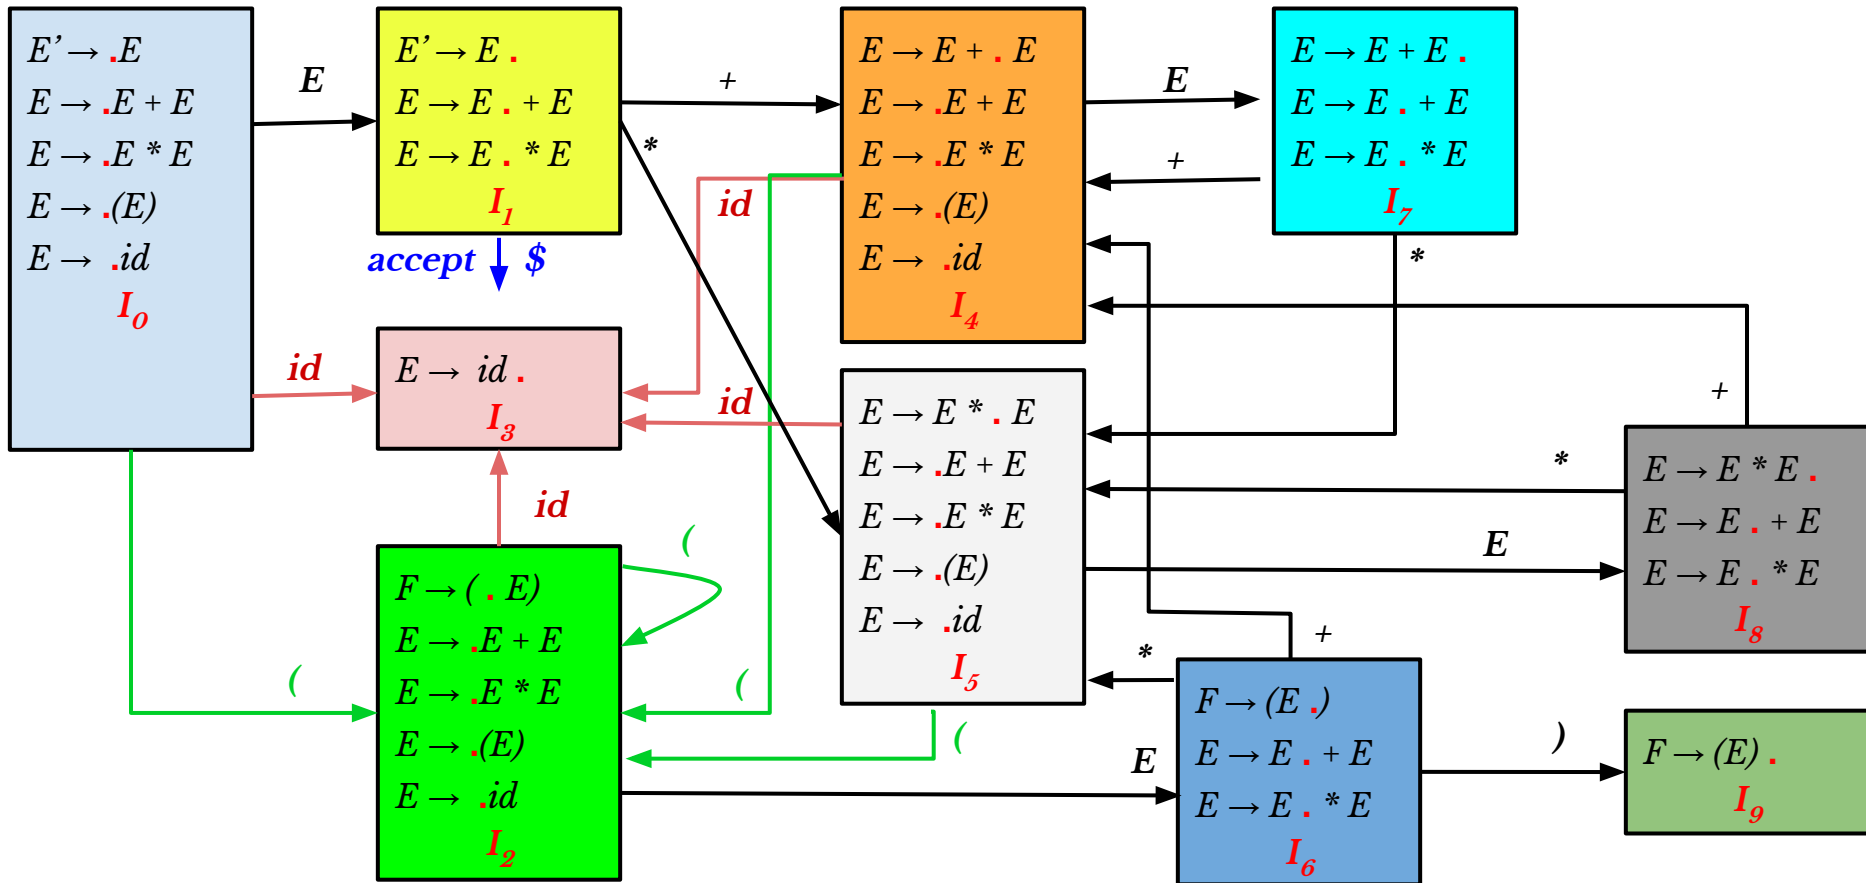 E' → .E
E → .E + E
E → .E * E
E → .(E)
E → .id
I0
E
E' → E .
E → E . + E
E → E . * E
I1
accept $
+
*
E → E + . E
E → .E + E
E → .E * E
E → .(E)
E → .id
I4
E
+
E → E + E .
E → E . + E
E → E . * E
I7
*
id
id
E → id .
I3
id
id
E → E * . E
E → .E + E
E → .E * E
E → .(E)
E → .id
I5
+
*
E
E → E * E .
E → E . + E
E → E . * E
I8
(
F → ( . E)
E → .E + E
E → .E * E
E → .(E)
E → .id
I2
(
(
(
E
*
+
F → (E .)
E → E . + E
E → E . * E
I6
)
F → (E) .
I9